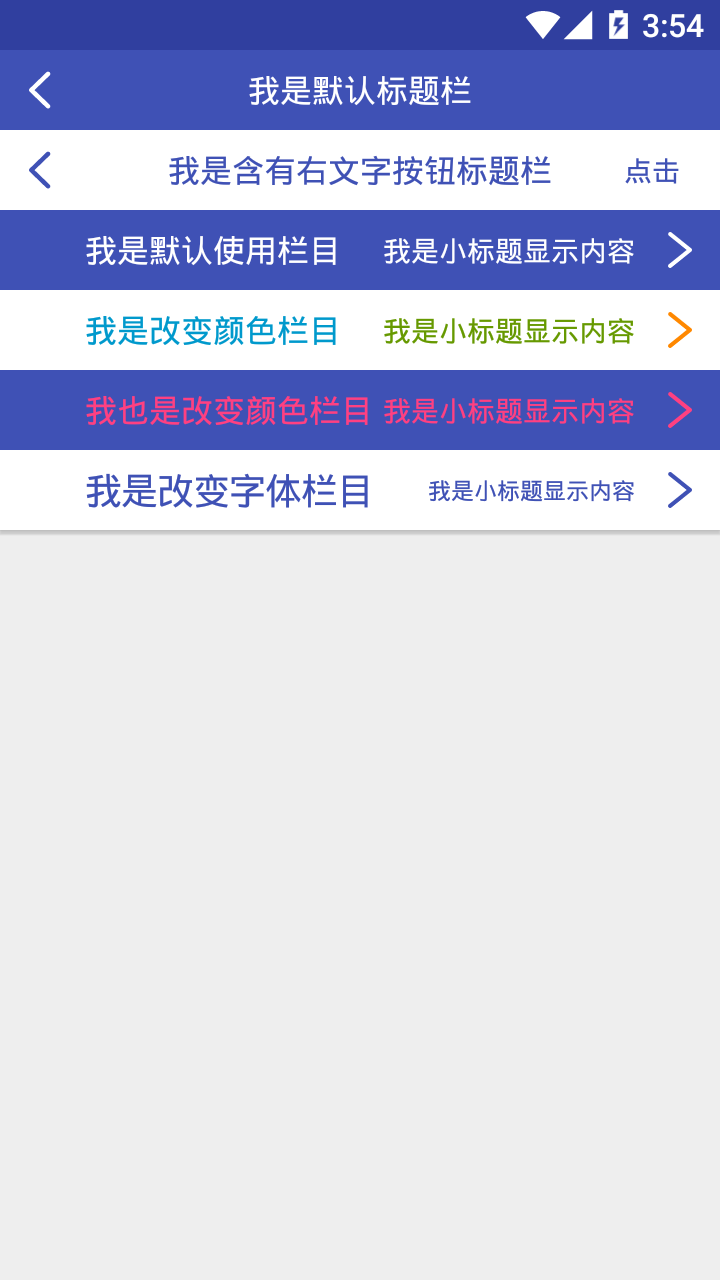 3:54
我是默认标题栏
我是含有右文字按钮标题栏 点击
我是默认使用栏目 我是小标题显示内容
我是改变颜色栏目 我是小标题显示内容
我也是改变颜色栏目 我是小标题显示内容
我是改变字体栏目 我是小标题显示内容